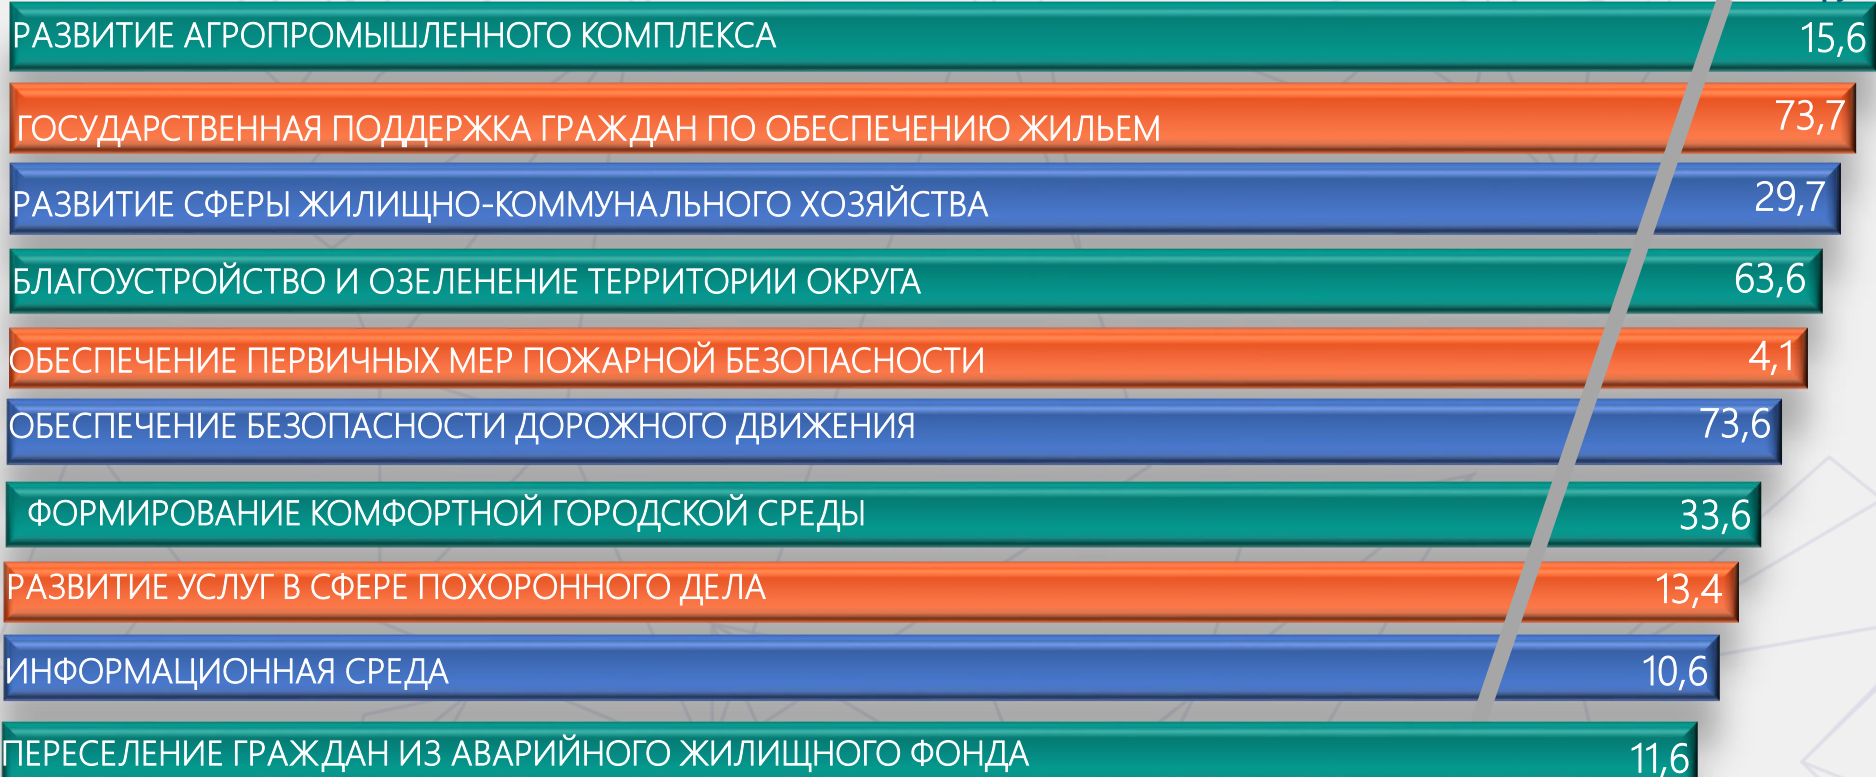 РАЗВИТИЕ АГРОПРОМЫШЛЕННОГО КОМПЛЕКСА 15,6
ГОСУДАРСТВЕННАЯ ПОДДЕРЖКА ГРАЖДАН ПО ОБЕСПЕЧЕНИЮ ЖИЛЬЕМ 73,7
РАЗВИТИЕ СФЕРЫ ЖИЛИЩНО-КОММУНАЛЬНОГО ХОЗЯЙСТВА 29,7
БЛАГОУСТРОЙСТВО И ОЗЕЛЕНЕНИЕ ТЕРРИТОРИИ ОКРУГА 63,6
ОБЕСПЕЧЕНИЕ ПЕРВИЧНЫХ МЕР ПОЖАРНОЙ БЕЗОПАСНОСТИ 4,1
ОБЕСПЕЧЕНИЕ БЕЗОПАСНОСТИ ДОРОЖНОГО ДВИЖЕНИЯ 73,6
ФОРМИРОВАНИЕ КОМФОРТНОЙ ГОРОДСКОЙ СРЕДЫ 33,6
РАЗВИТИЕ УСЛУГ В СФЕРЕ ПОХОРОННОГО ДЕЛА 13,4
ИНФОРМАЦИОННАЯ СРЕДА 10,6
ПЕРЕСЕЛЕНИЕ ГРАЖДАН ИЗ АВАРИЙНОГО ЖИЛИЩНОГО ФОНДА 11,6